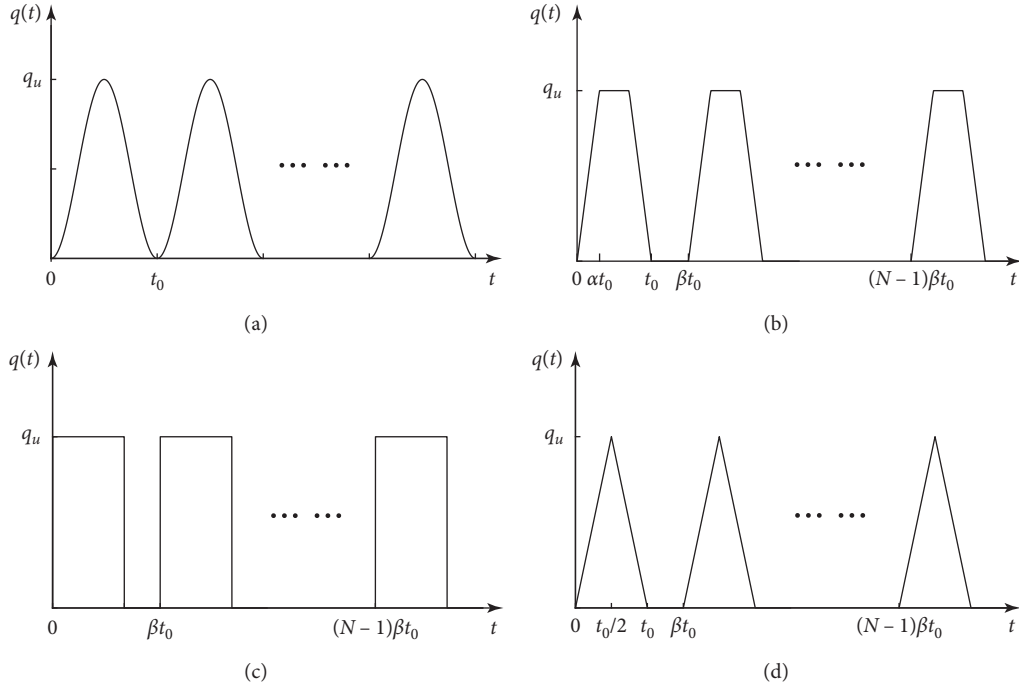 q(t)
q_u
0
t_0
t
(a)
q(t)
q_u
0 αt_0 t_0 βt_0 (N – 1)βt_0 t
(b)
q(t)
q_u
0 βt_0 (N – 1)βt_0 t
(c)
q(t)
q_u
0 t_0/2 t_0 βt_0 (N – 1)βt_0 t
(d)